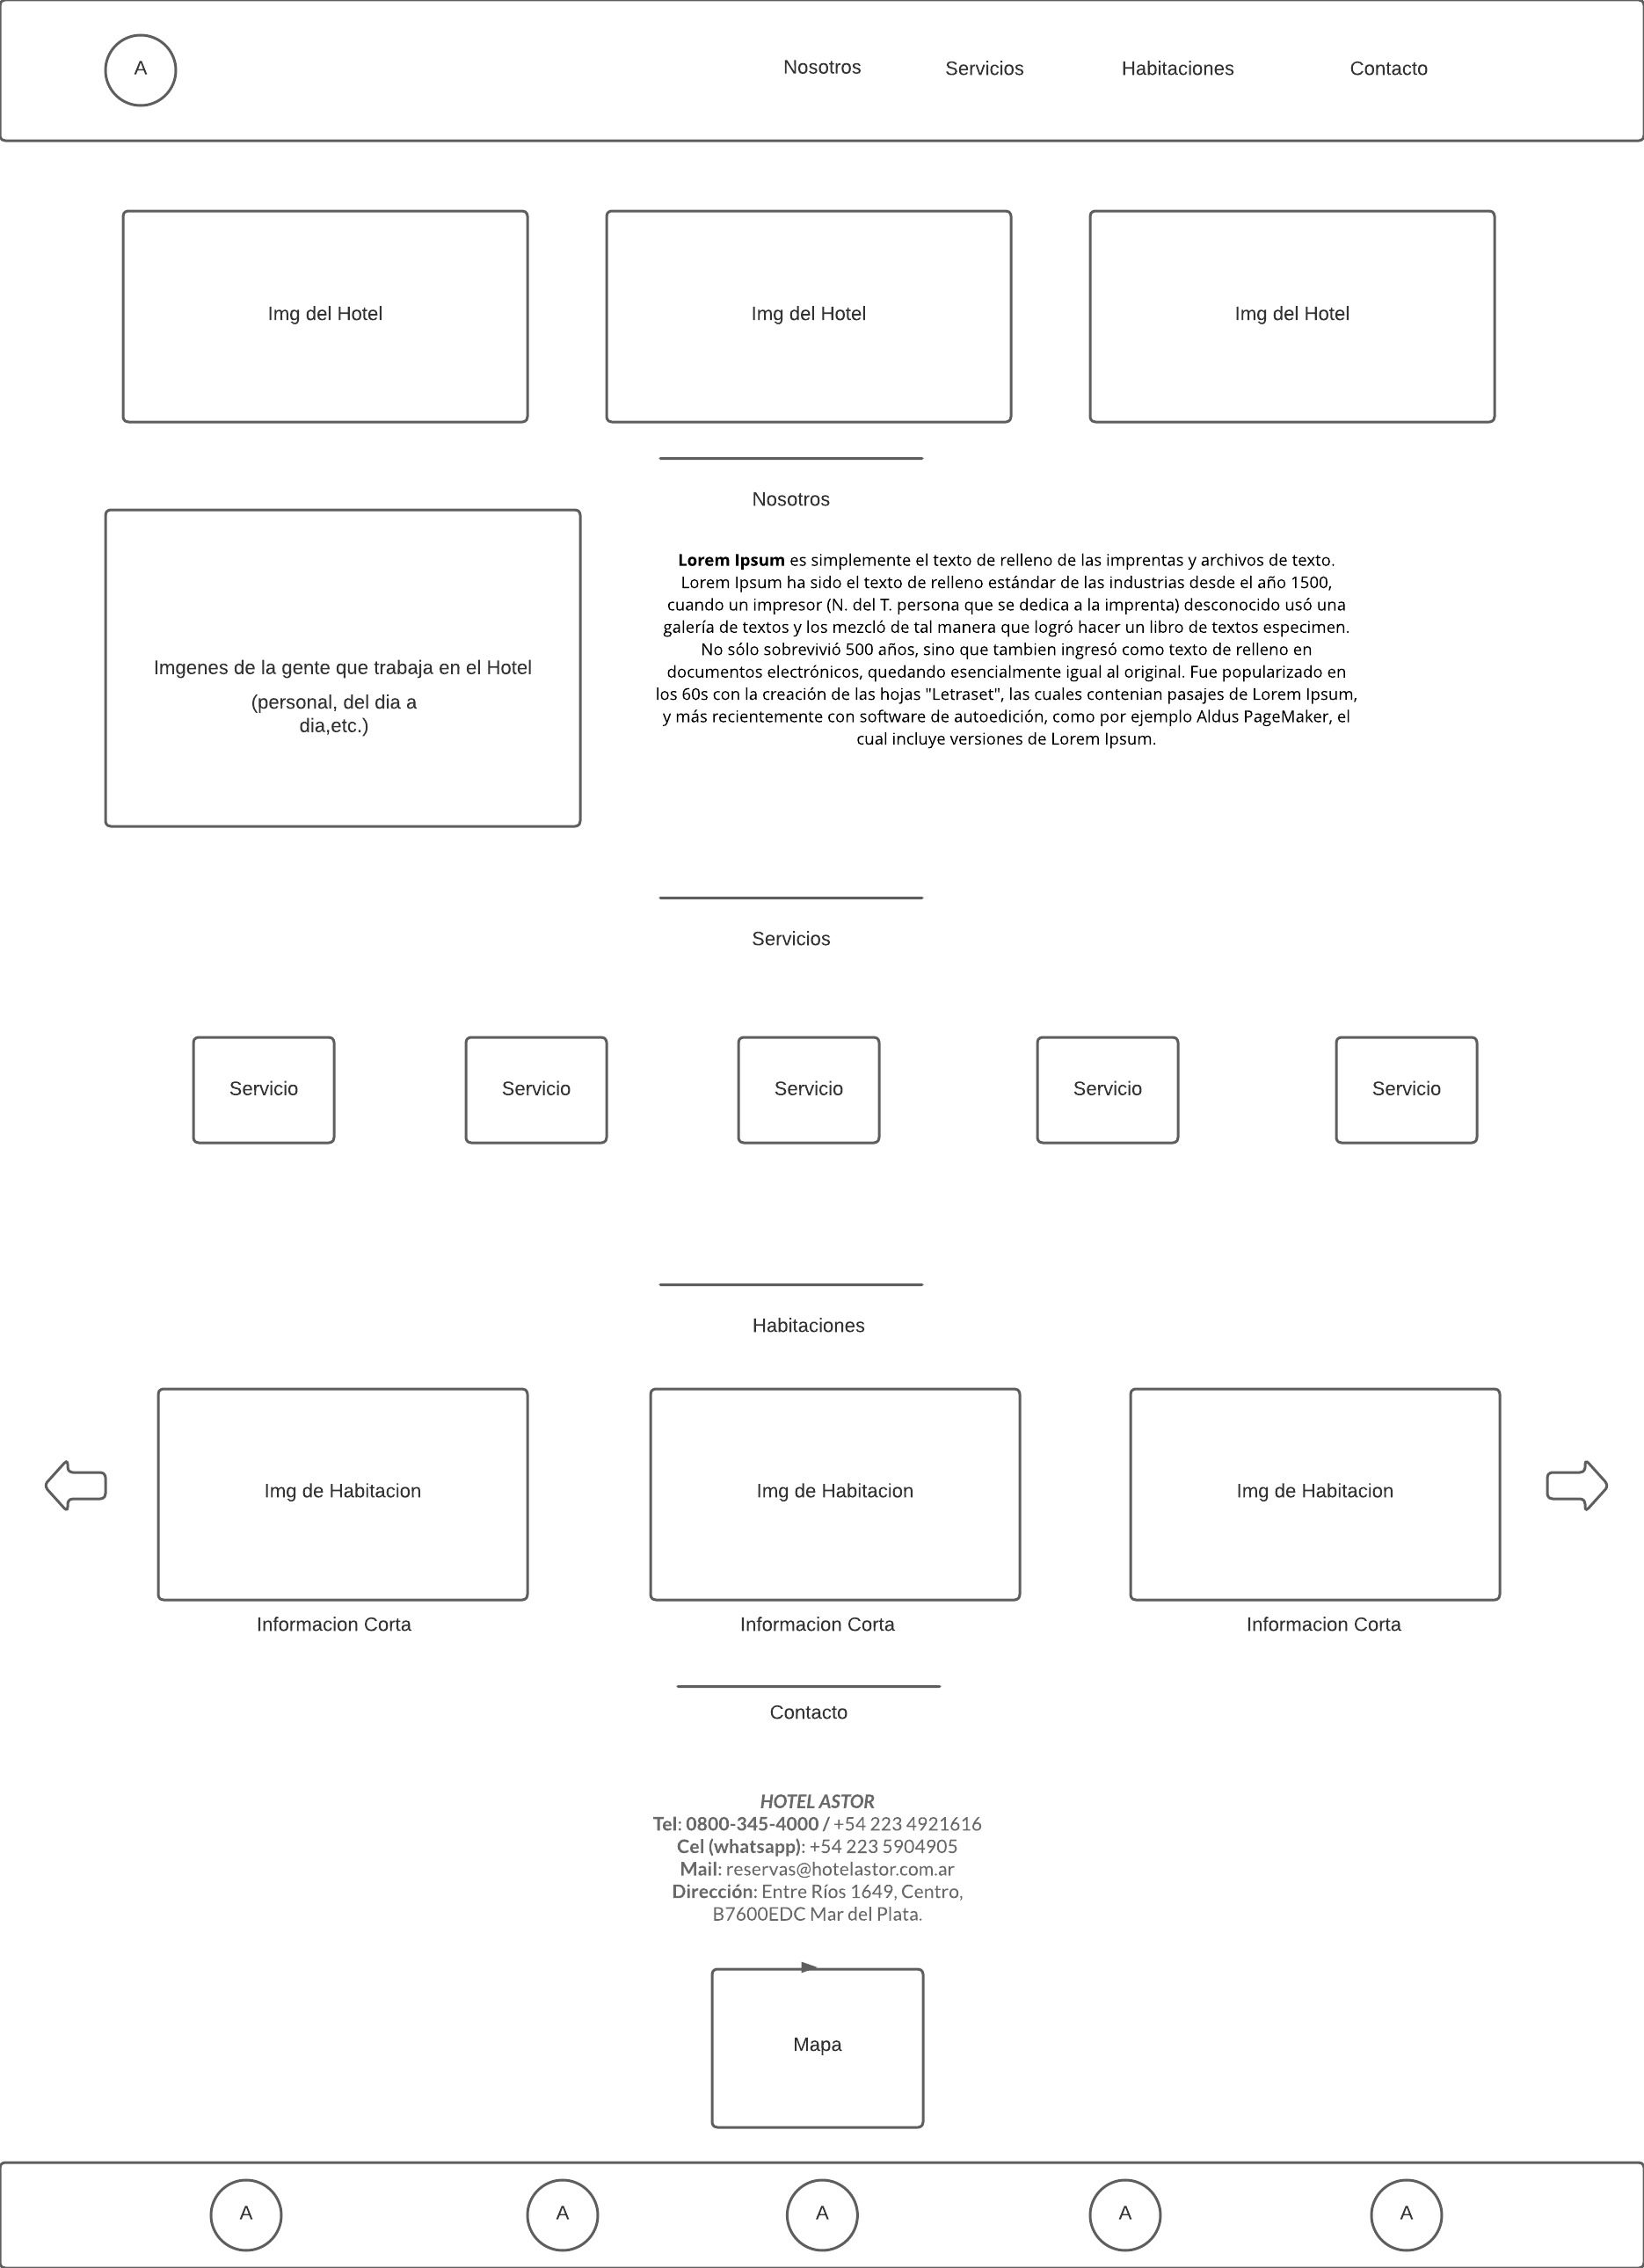 A
Nosotros
Servicios
Habitaciones
Contacto
Img del Hotel
Img del Hotel
Img del Hotel
Nosotros
Imgenes de la gente que trabaja en el Hotel
(personal, del dia a
dia,etc.)
Lorem Ipsum es simplemente el texto de relleno de las imprentas y archivos de texto.
Lorem Ipsum ha sido el texto de relleno estándar de las industrias desde el año 1500,
cuando un impresor (N. del T. persona que se dedica a la imprenta) desconocido usó una
galería de textos y los mezcló de tal manera que logró hacer un libro de textos especimen.
No sólo sobrevivió 500 años, sino que tambien ingresó como texto de relleno en
documentos electrónicos, quedando esencialmente igual al original. Fue popularizado en
los 60s con la creación de las hojas "Letraset", las cuales contenian pasajes de Lorem Ipsum,
y más recientemente con software de autoedición, como por ejemplo Aldus PageMaker, el
cual incluye versiones de Lorem Ipsum.
Servicios
Servicio
Servicio
Servicio
Servicio
Servicio
Habitaciones
Img de Habitacion
Img de Habitacion
Img de Habitacion
Informacion Corta
Informacion Corta
Informacion Corta
Contacto
HOTEL ASTOR
Tel: 0800-345-4000 / +54 223 4921616
Cel (whatsapp): +54 223 5904905
Mail: reservas@hotelastor.com.ar
Dirección: Entre Ríos 1649, Centro,
B7600EDC Mar del Plata.
Mapa
A
A
A
A
A